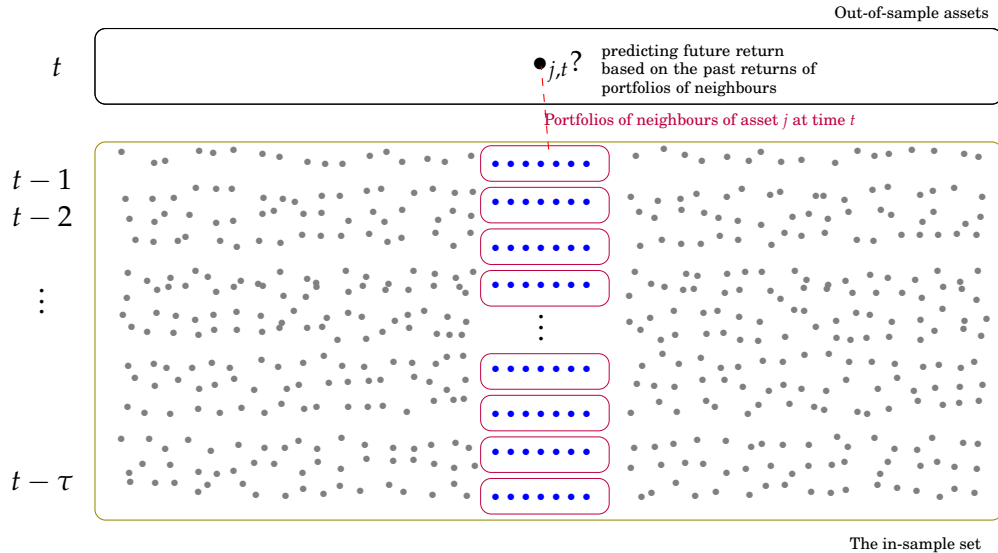 Out-of-sample assets
t
j,t?
predicting future return
based on the past returns of
portfolios of neighbours
Portfolios of neighbours of asset j at time t
t − 1
t − 2
⋮
⋮
t − τ
The in-sample set